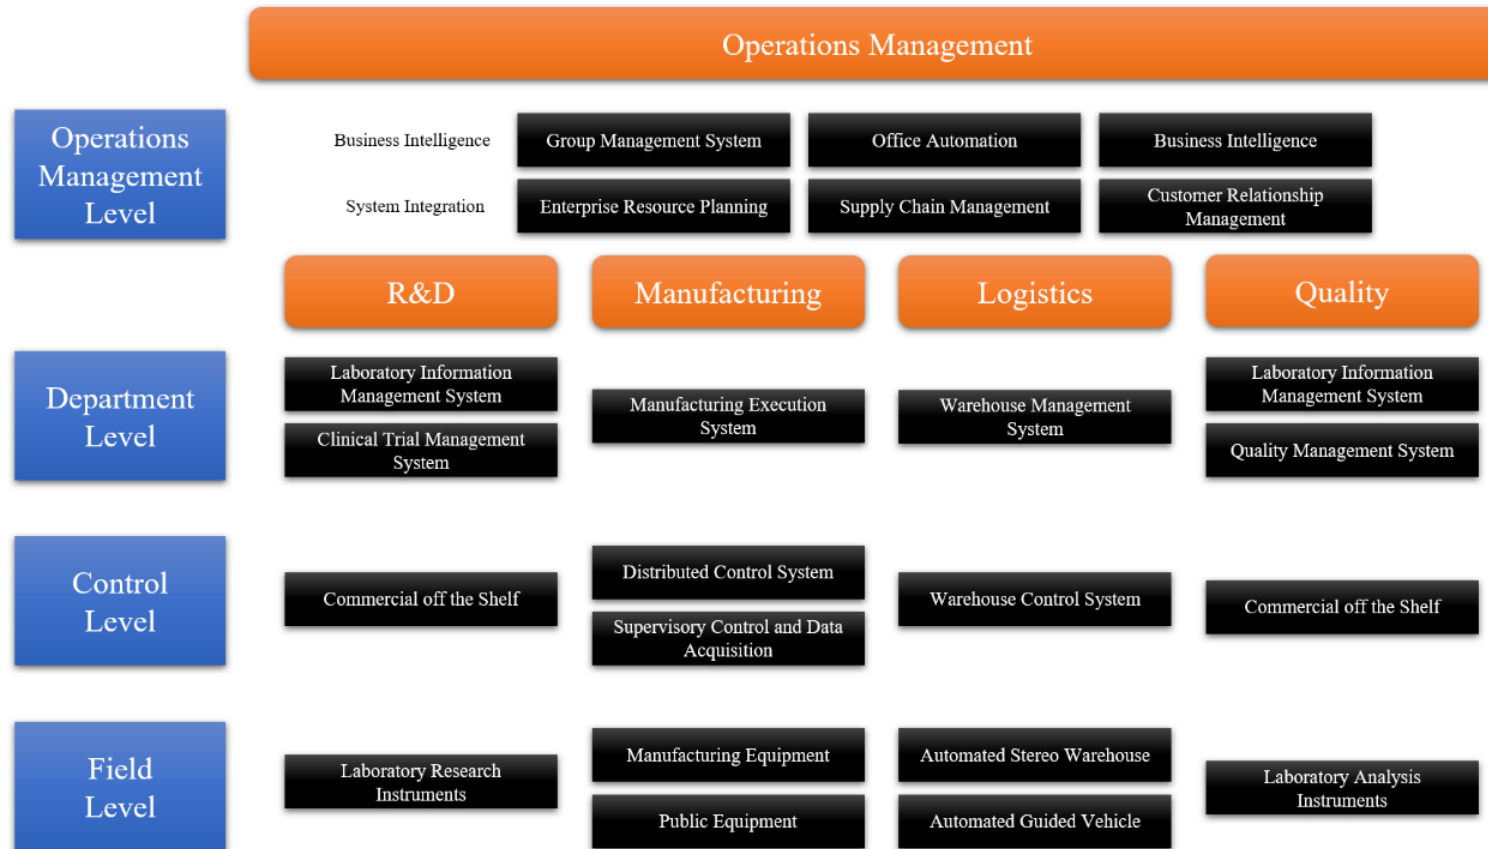 Operations Management
Operations
Management
Level
Business Intelligence
Group Management System
Office Automation
Business Intelligence
System Integration
Enterprise Resource Planning
Supply Chain Management
Customer Relationship
Management
R&D
Manufacturing
Logistics
Quality
Department
Level
Laboratory Information
Management System
Clinical Trial Management
System
Manufacturing Execution
System
Warehouse Management
System
Laboratory Information
Management System
Quality Management System
Control
Level
Commercial off the Shelf
Distributed Control System
Supervisory Control and Data
Acquisition
Warehouse Control System
Commercial off the Shelf
Field
Level
Laboratory Research
Instruments
Manufacturing Equipment
Public Equipment
Automated Stereo Warehouse
Automated Guided Vehicle
Laboratory Analysis
Instruments